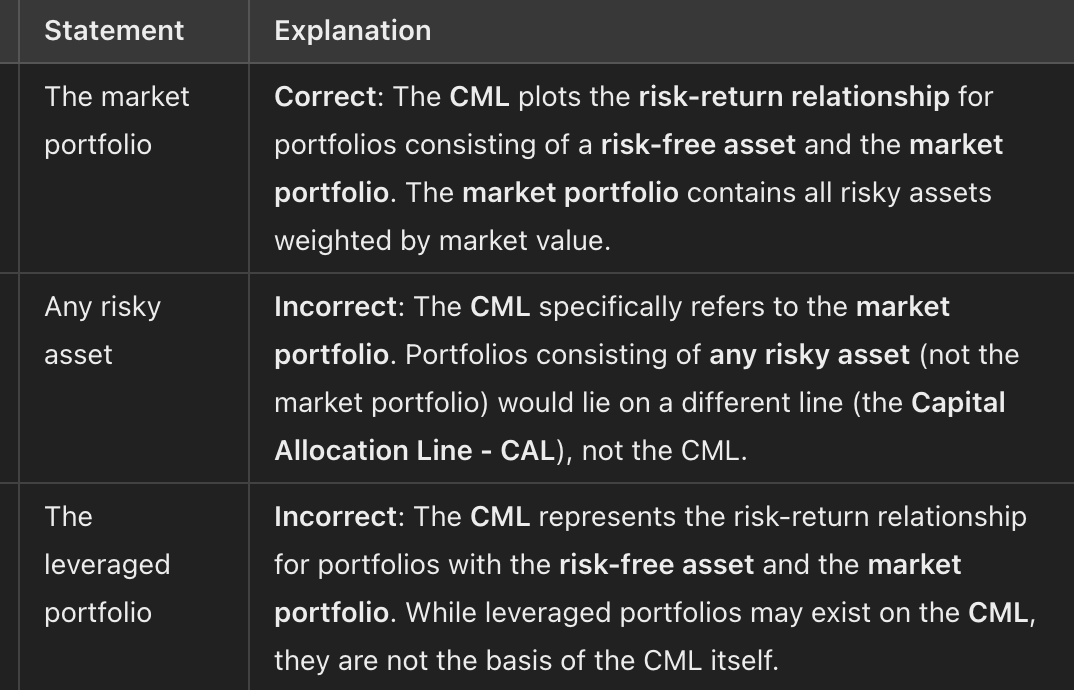 Statement
Explanation
The market
portfolio
Correct: The CML plots the risk-return relationship for
portfolios consisting of a risk-free asset and the market
portfolio. The market portfolio contains all risky assets
weighted by market value.
Any risky
asset
Incorrect: The CML specifically refers to the market
portfolio. Portfolios consisting of any risky asset (not the
market portfolio) would lie on a different line (the Capital
Allocation Line - CAL), not the CML.
The
leveraged
portfolio
Incorrect: The CML represents the risk-return relationship
for portfolios with the risk-free asset and the market
portfolio. While leveraged portfolios may exist on the CML,
they are not the basis of the CML itself.